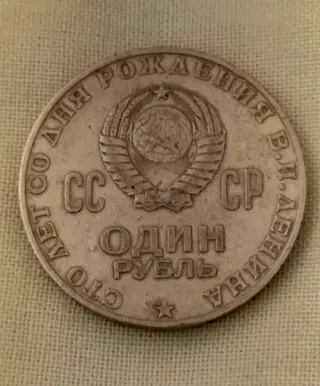 СТО ЛЕТ СО ДНЯ РОЖДЕНИЯ В.И. ЛЕНИНА
СС СР
ОДИН
РУБЛЬ